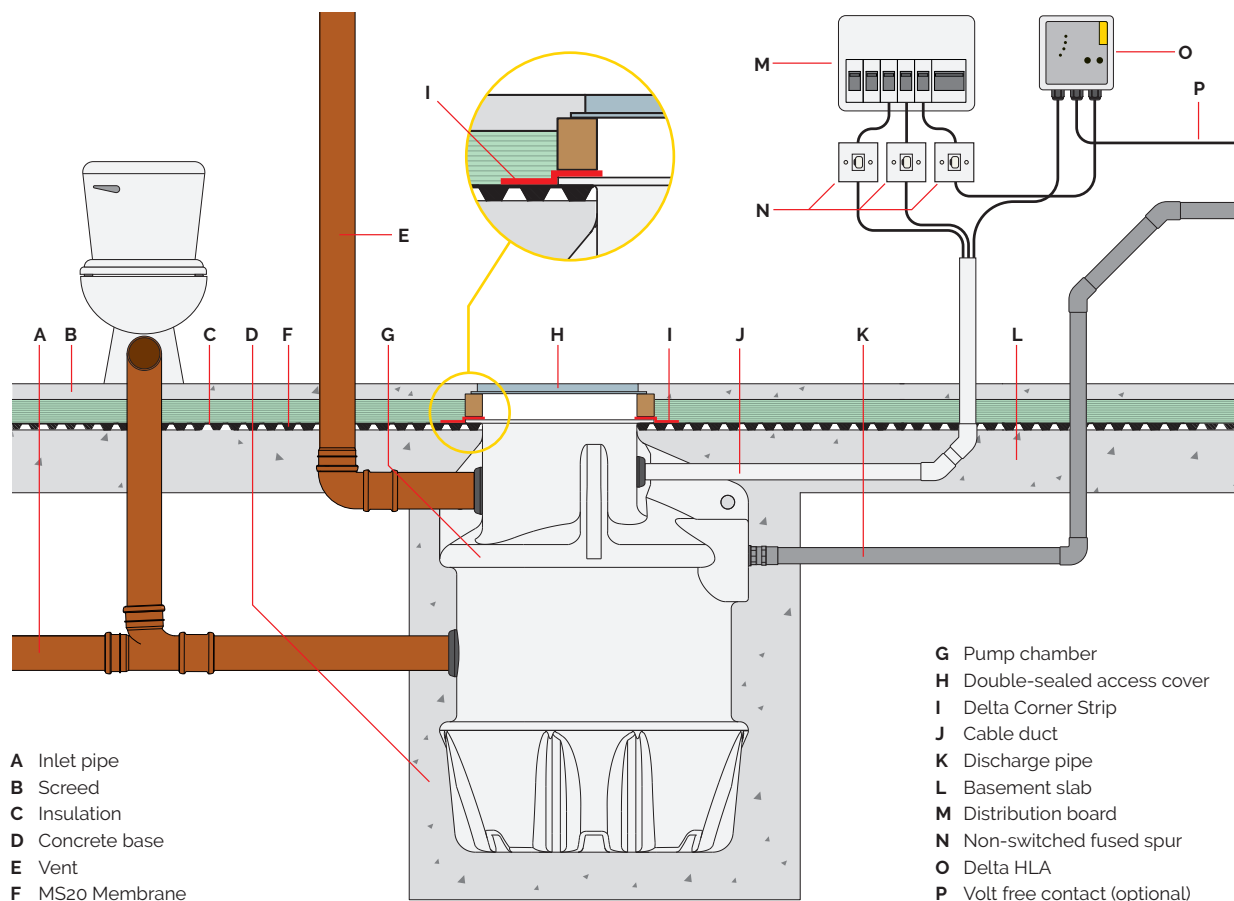 M
O
I
P
N
E
A
B
C
D
F
G
H
I
J
K
L
A Inlet pipe
B Screed
C Insulation
D Concrete base
E Vent
F MS20 Membrane
G Pump chamber
H Double-sealed access cover
I Delta Corner Strip
J Cable duct
K Discharge pipe
L Basement slab
M Distribution board
N Non-switched fused spur
O Delta HLA
P Volt free contact (optional)